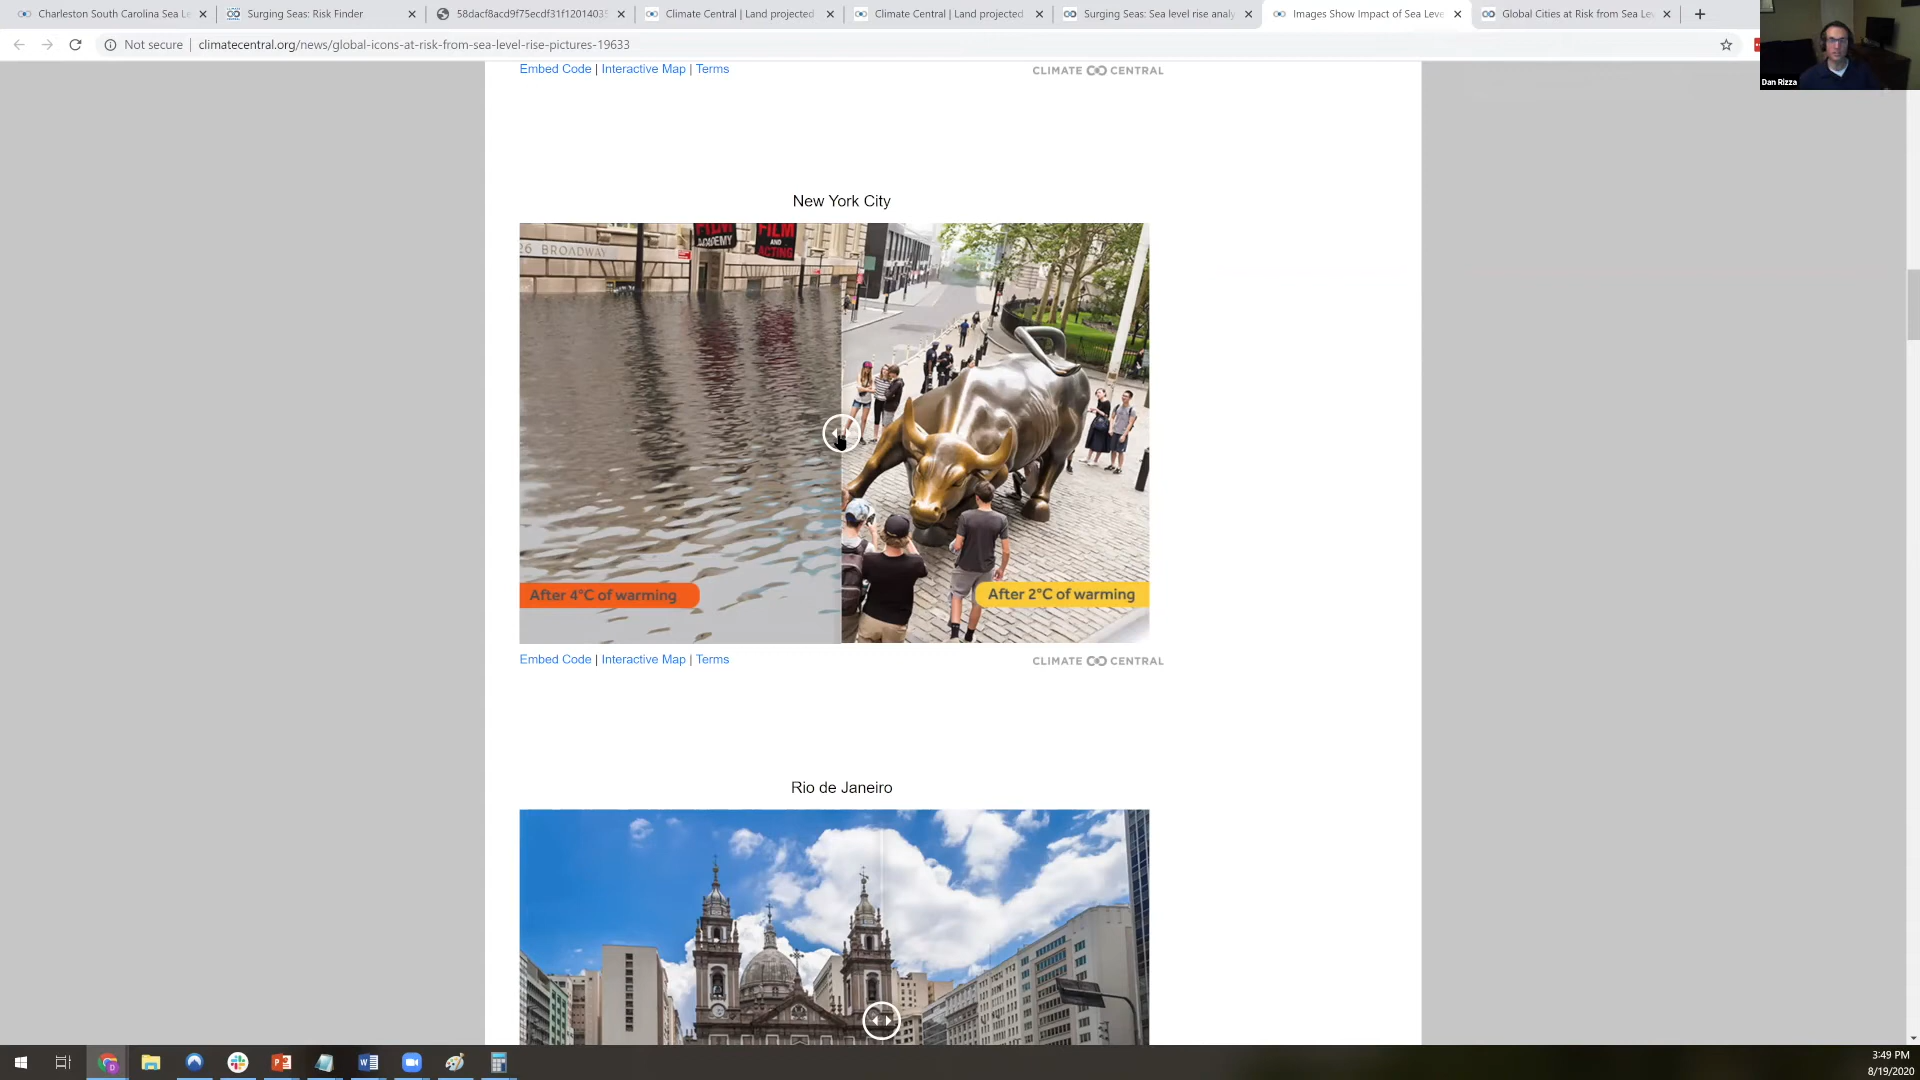 Charleston South Carolina Sea Le
Surging Seas: Risk Finder
58dacf8acd9f75ecdf31f12014035
Climate Central | Land projected
Climate Central | Land projected
Surging Seas: Sea level rise analy
Images Show Impact of Sea Leve
Global Cities at Risk from Sea Le
Not secure | climatecentral.org/news/global-icons-at-risk-from-sea-level-rise-pictures-19633
Dan Rizza
Embed Code | Interactive Map | Terms
CLIMATE CENTRAL
New York City
26 BROADWAY
FILM
ACADEMY
FILM
AND
ACTING
After 4°C of warming
After 2°C of warming
Embed Code | Interactive Map | Terms
CLIMATE CENTRAL
Rio de Janeiro
3:49 PM
8/19/2020